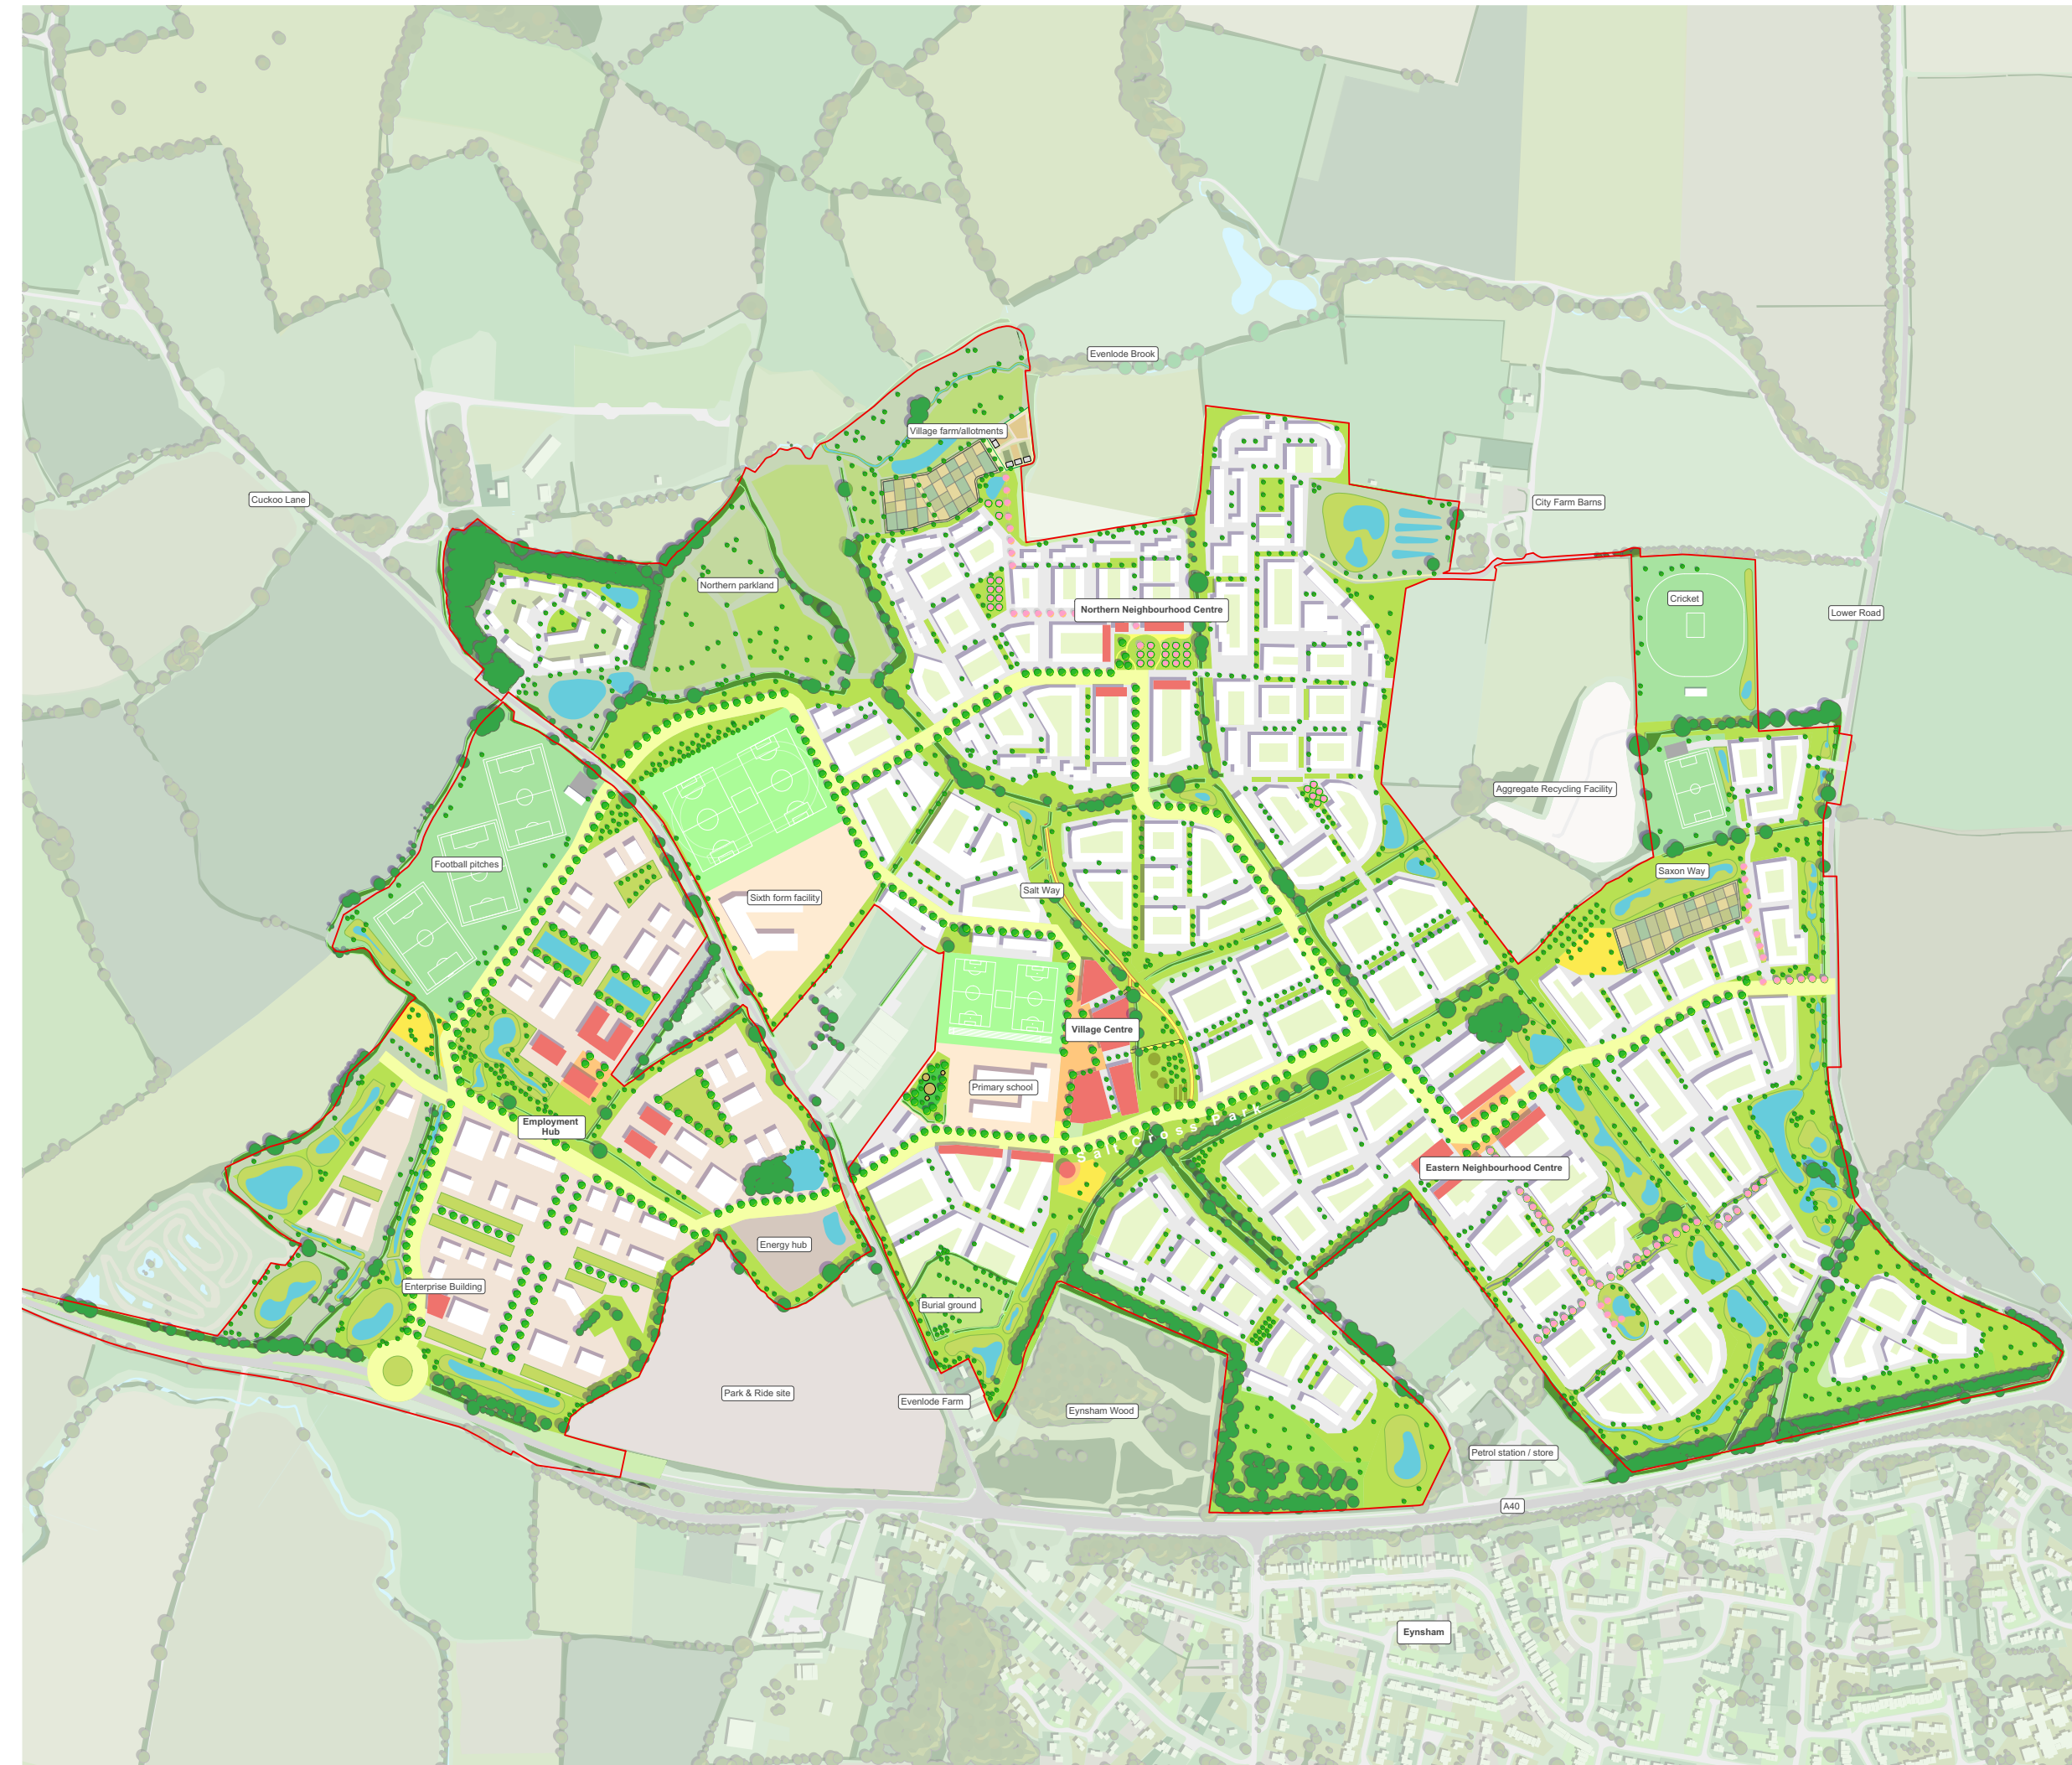 Evenlode Brook
Village farm/allotments
Cuckoo Lane
City Farm Barns
Northern parkland
Cricket
Northern Neighbourhood Centre
Lower Road
Aggregate Recycling Facility
Football pitches
Saxon Way
Salt Way
Sixth form facility
Village Centre
Primary school
Salt Cross Park
Employment
Hub
Eastern Neighbourhood Centre
Energy hub
Enterprise Building
Burial ground
Park & Ride site
Evenlode Farm
Eynsham Wood
Petrol station / store
A40
Eynsham